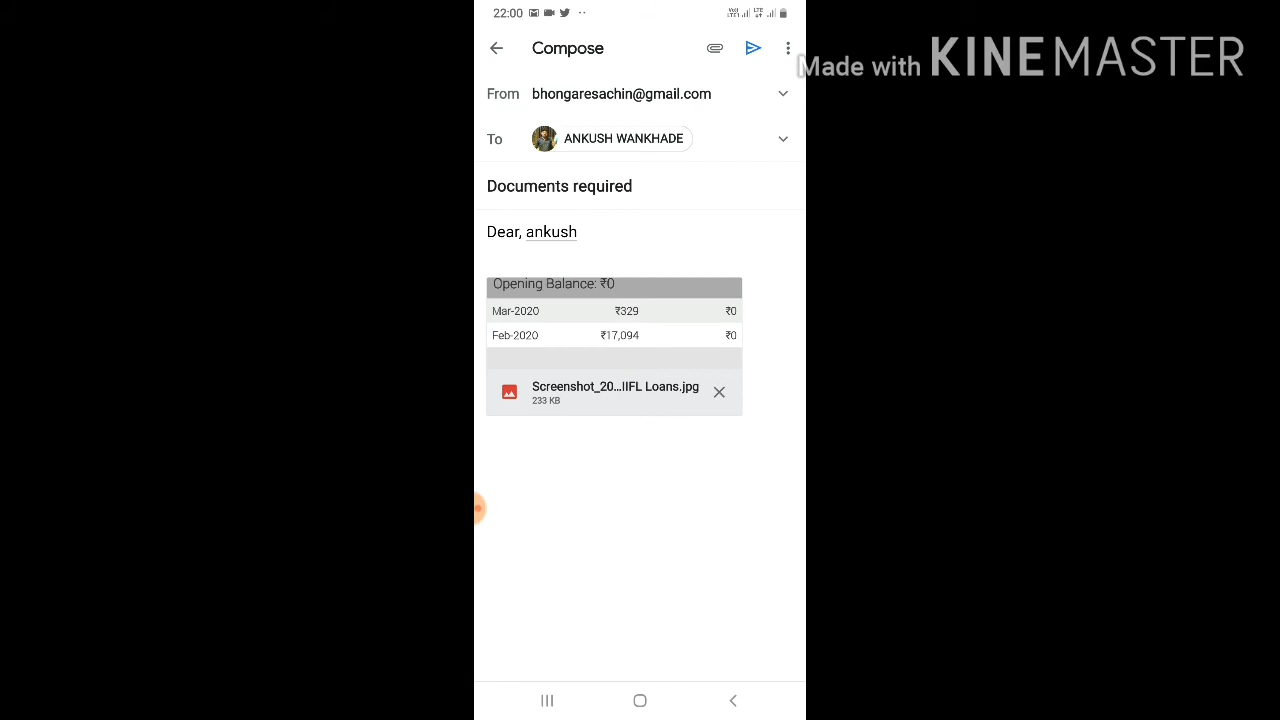 22:00
Compose
Made with KINEMASTER
From bhongaresachin@gmail.com
To ANKUSH WANKHADE
Documents required
Dear, ankush
Opening Balance: ₹0
Mar-2020 ₹329 ₹0
Feb-2020 ₹17,094 ₹0
Screenshot_20...IIFL Loans.jpg
233 KB